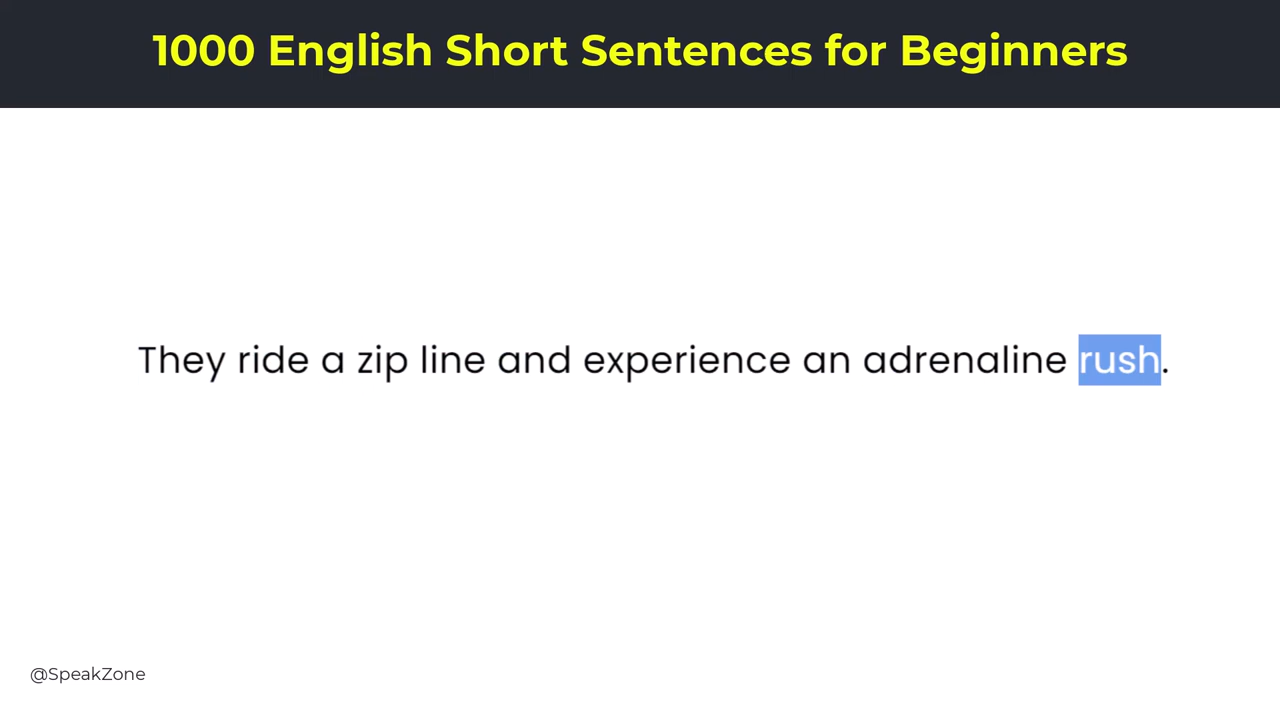 1000 English Short Sentences for Beginners
They ride a zip line and experience an adrenaline rush.
@SpeakZone